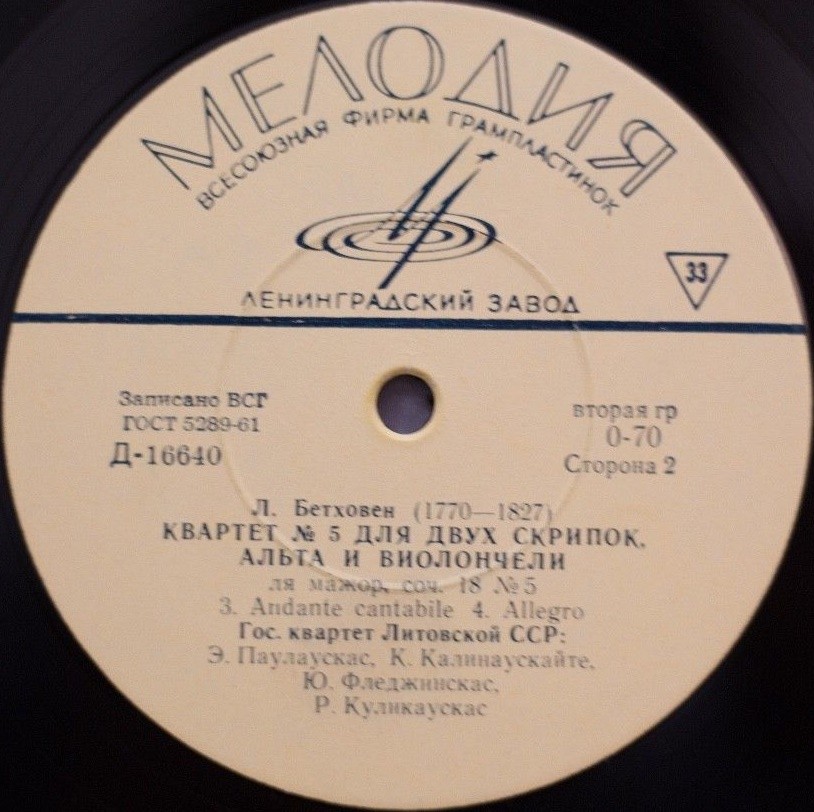 МЕЛОДИЯ
ВСЕСОЮЗНАЯ ФИРМА ГРАМПЛАСТИНОК
ЛЕНИНГРАДСКИЙ ЗАВОД
33
Записано ВСГ
ГОСТ 5289-61
Д-16640
вторая гр
0-70
Сторона 2
Л. Бетховен (1770—1827)
КВАРТЕТ № 5 ДЛЯ ДВУХ СКРИПОК,
АЛЬТА И ВИОЛОНЧЕЛИ
ля мажор, соч. 18 №5
3. Andante cantabile 4. Allegro
Гос. квартет Литовской ССР:
Э. Паулаускас, К. Калинаускайте,
Ю. Фледжинскас,
Р. Куликаускас